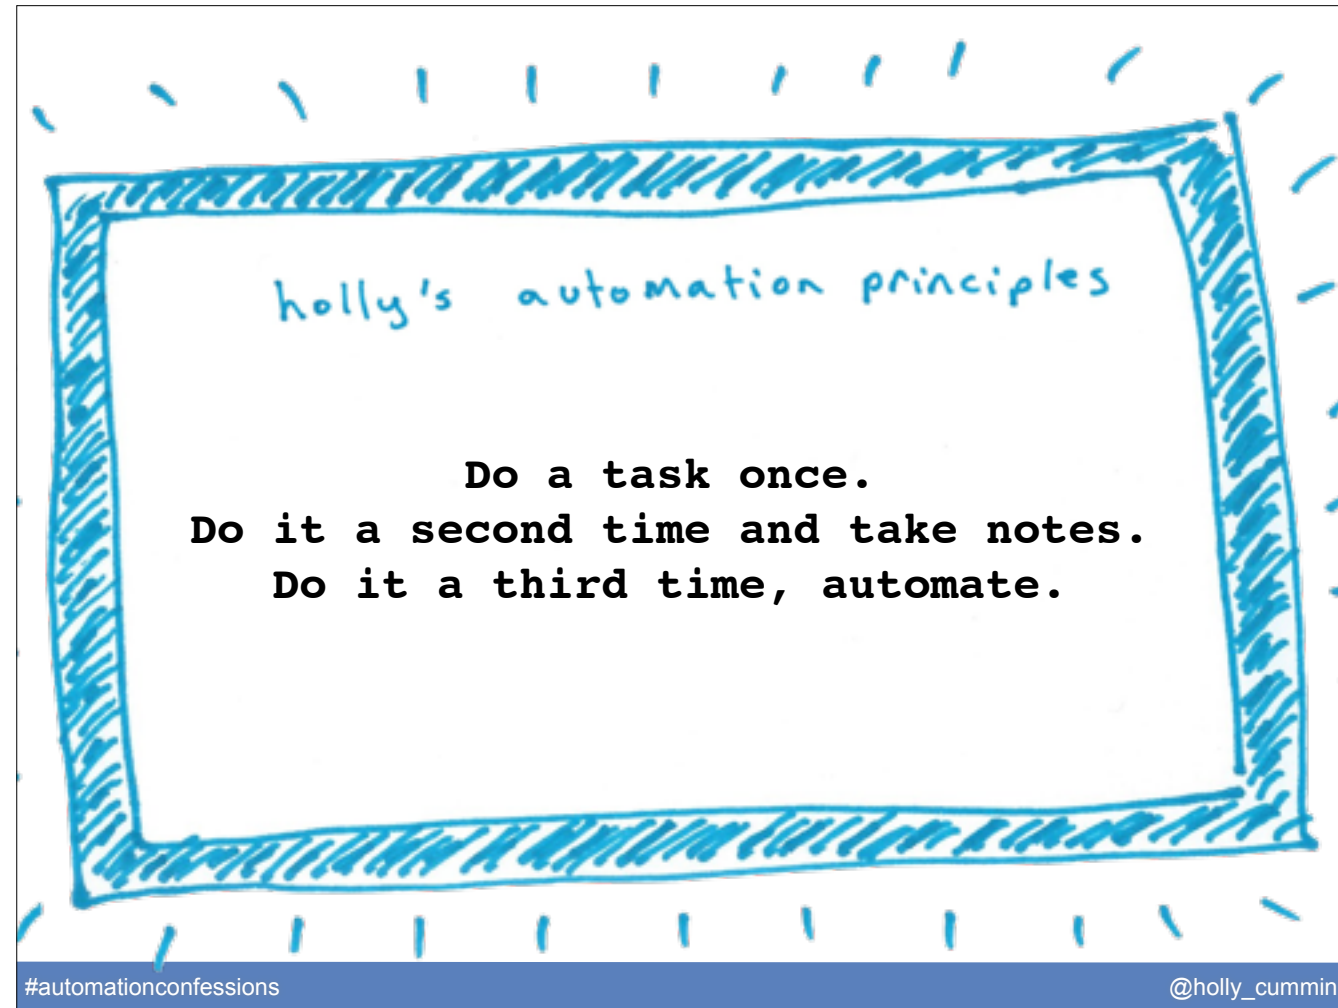 holly's automation principles
Do a task once.
Do it a second time and take notes.
Do it a third time, automate.
#automationconfessions
@holly_cummin